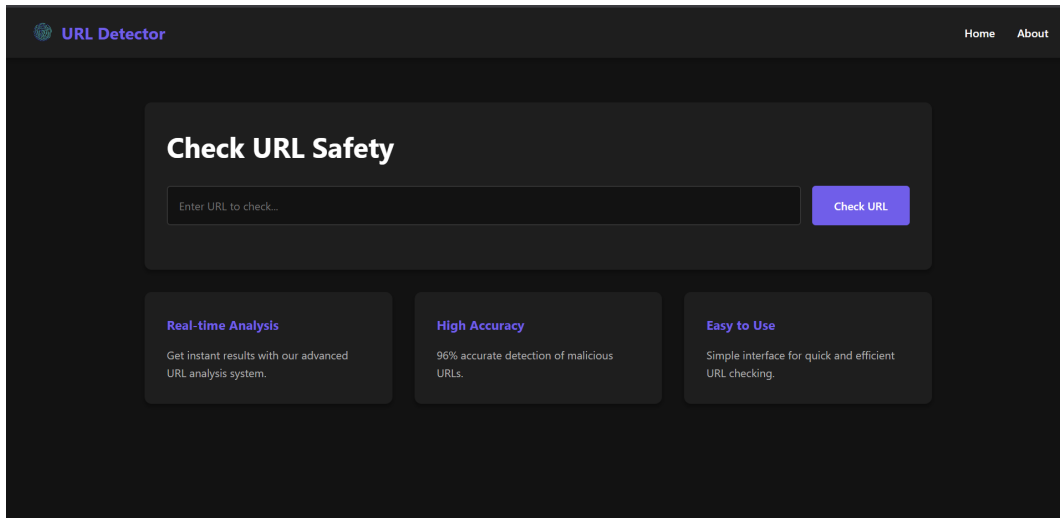 URL Detector
Home
About
Check URL Safety
Enter URL to check...
Check URL
Real-time Analysis
Get instant results with our advanced
URL analysis system.
High Accuracy
96% accurate detection of malicious
URLs.
Easy to Use
Simple interface for quick and efficient
URL checking.